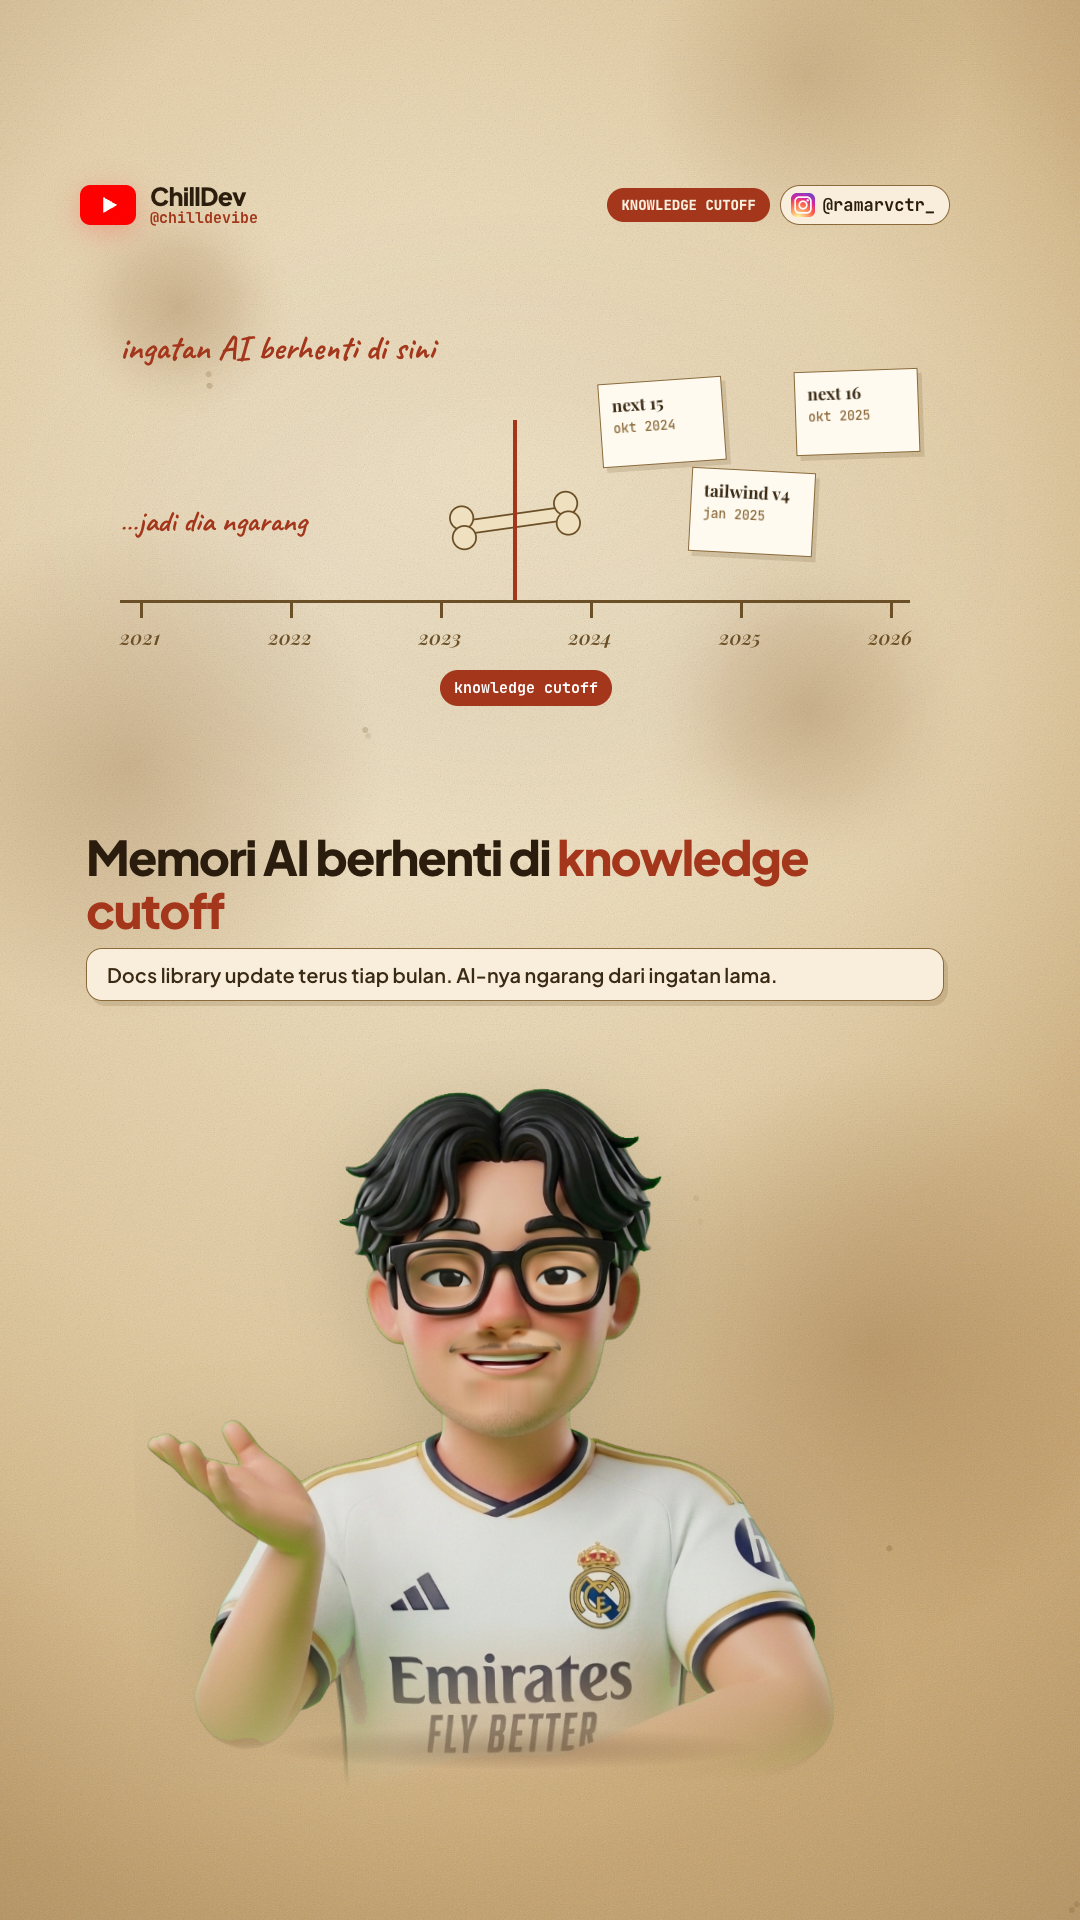 ChillDev
@chilldevibe
KNOWLEDGE CUTOFF
@ramarvctr_
ingatan AI berhenti di sini
next 15
okt 2024
next 16
okt 2025
tailwind v4
jan 2025
...jadi dia ngarang
2021 2022 2023 2024 2025 2026
knowledge cutoff
Memori AI berhenti di knowledge
cutoff
Docs library update terus tiap bulan. AI-nya ngarang dari ingatan lama.
h
Emirates
FLY BETTER